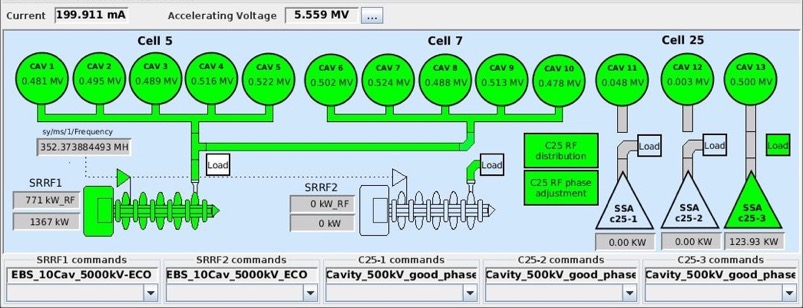 Current 199.911 mA Accelerating Voltage 5.559 MV ...
Cell 5 Cell 7 Cell 25
CAV 1 CAV 2 CAV 3 CAV 4 CAV 5 CAV 6 CAV 7 CAV 8 CAV 9 CAV 10 CAV 11 CAV 12 CAV 13
0.481 MV 0.495 MV 0.489 MV 0.516 MV 0.522 MV 0.502 MV 0.524 MV 0.488 MV 0.513 MV 0.478 MV 0.048 MV 0.003 MV 0.500 MV
sy/ms/1/Frequency
352.373884493 MH
Load Load Load Load Load
C25 RF
distribution
C25 RF phase
adjustment
SRRF1
771 kW_RF
1367 kW
SRRF2
0 kW_RF
0 kW
SSA
c25-1
SSA
c25-2
SSA
c25-3
0.00 KW 0.00 KW 123.93 KW
SRRF1 commands SRRF2 commands C25-1 commands C25-2 commands C25-3 commands
EBS_10Cav_5000kV-ECO EBS_10Cav_5000kV_ECO Cavity_500kV_good_phase Cavity_500kV_good_phase Cavity_500kV_good_phase